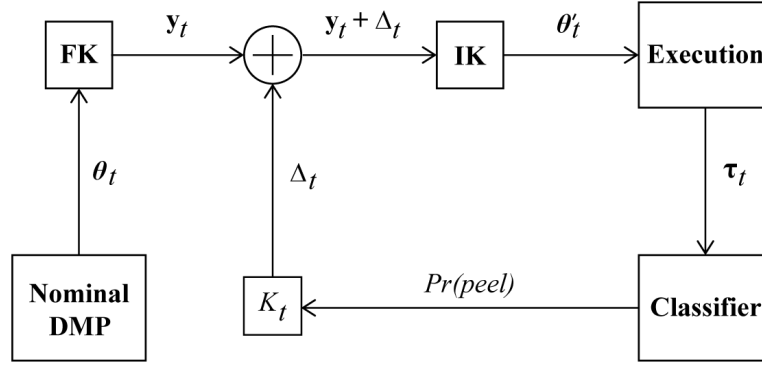 y_t
y_t + Δ_t
θ'_t
FK
IK
Execution
θ_t
Δ_t
τ_t
Nominal
DMP
K_t
Pr(peel)
Classifier